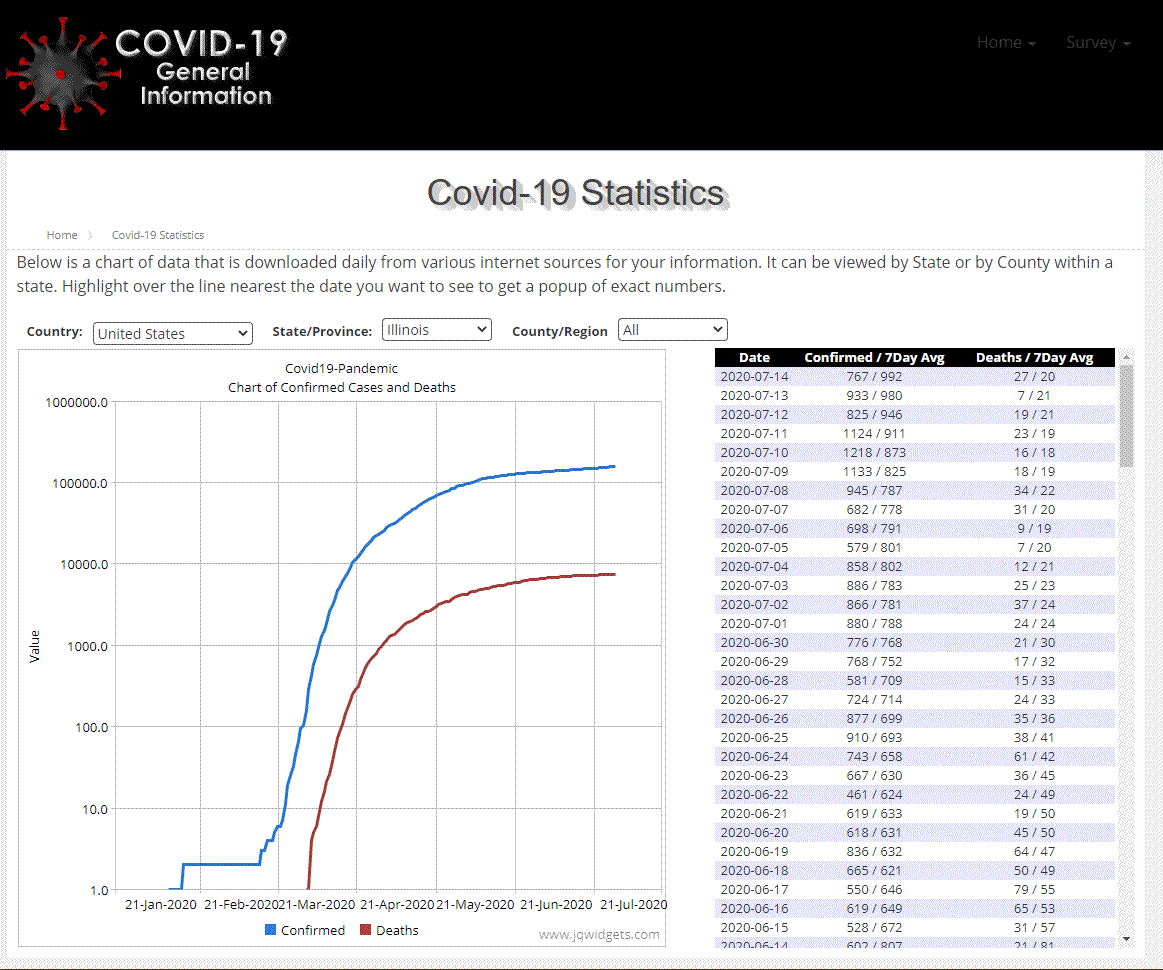 COVID-19
General
Information
Home
Survey
Covid-19 Statistics
Home
Covid-19 Statistics
Below is a chart of data that is downloaded daily from various internet sources for your information. It can be viewed by State or by County within a
state. Highlight over the line nearest the date you want to see to get a popup of exact numbers.
Country: United States State/Province: Illinois County/Region All
Covid19-Pandemic
Chart of Confirmed Cases and Deaths
1000000.0
100000.0
10000.0
1000.0
100.0
10.0
1.0
Value
21-Jan-2020 21-Feb-2020 21-Mar-2020 21-Apr-2020 21-May-2020 21-Jun-2020 21-Jul-2020
Confirmed Deaths
www.jqwidgets.com
Date Confirmed / 7Day Avg Deaths / 7Day Avg
2020-07-14 767 / 992 27 / 20
2020-07-13 933 / 980 7 / 21
2020-07-12 825 / 946 19 / 21
2020-07-11 1124 / 911 23 / 19
2020-07-10 1218 / 873 16 / 18
2020-07-09 1133 / 825 18 / 19
2020-07-08 945 / 787 34 / 22
2020-07-07 682 / 778 31 / 20
2020-07-06 698 / 791 9 / 19
2020-07-05 579 / 801 7 / 20
2020-07-04 858 / 802 12 / 21
2020-07-03 886 / 783 25 / 23
2020-07-02 866 / 781 37 / 24
2020-07-01 880 / 788 24 / 24
2020-06-30 776 / 768 21 / 30
2020-06-29 768 / 752 17 / 32
2020-06-28 581 / 709 15 / 33
2020-06-27 724 / 714 24 / 33
2020-06-26 877 / 699 35 / 36
2020-06-25 910 / 693 38 / 41
2020-06-24 743 / 658 61 / 42
2020-06-23 667 / 630 36 / 45
2020-06-22 461 / 624 24 / 49
2020-06-21 619 / 633 19 / 50
2020-06-20 618 / 631 45 / 50
2020-06-19 836 / 632 64 / 47
2020-06-18 665 / 621 50 / 49
2020-06-17 550 / 646 79 / 55
2020-06-16 619 / 649 65 / 53
2020-06-15 528 / 672 31 / 57
2020-06-14 602 / 807 21 / 81